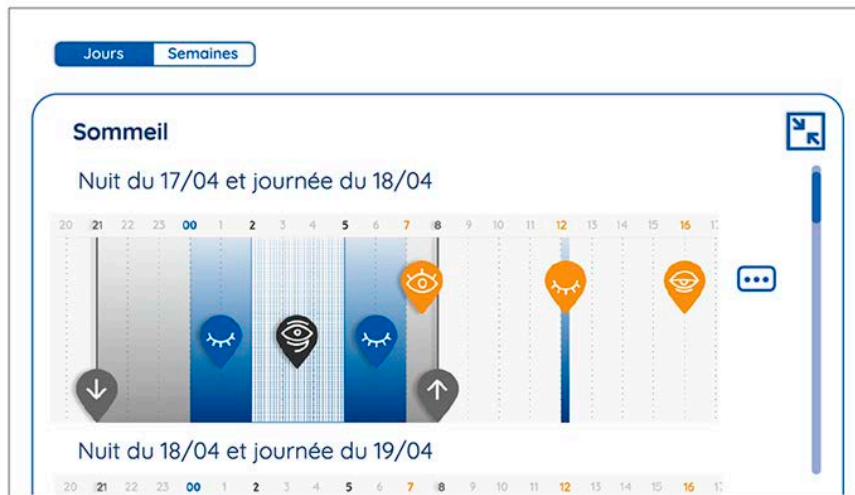 Jours Semaines
Sommeil
Nuit du 17/04 et journée du 18/04
20 21 22 23 00 1 2 3 4 5 6 7 8 9 10 11 12 13 14 15 16
Nuit du 18/04 et journée du 19/04
20 21 22 23 00 1 2 3 4 5 6 7 8 9 10 11 12 13 14 15 16